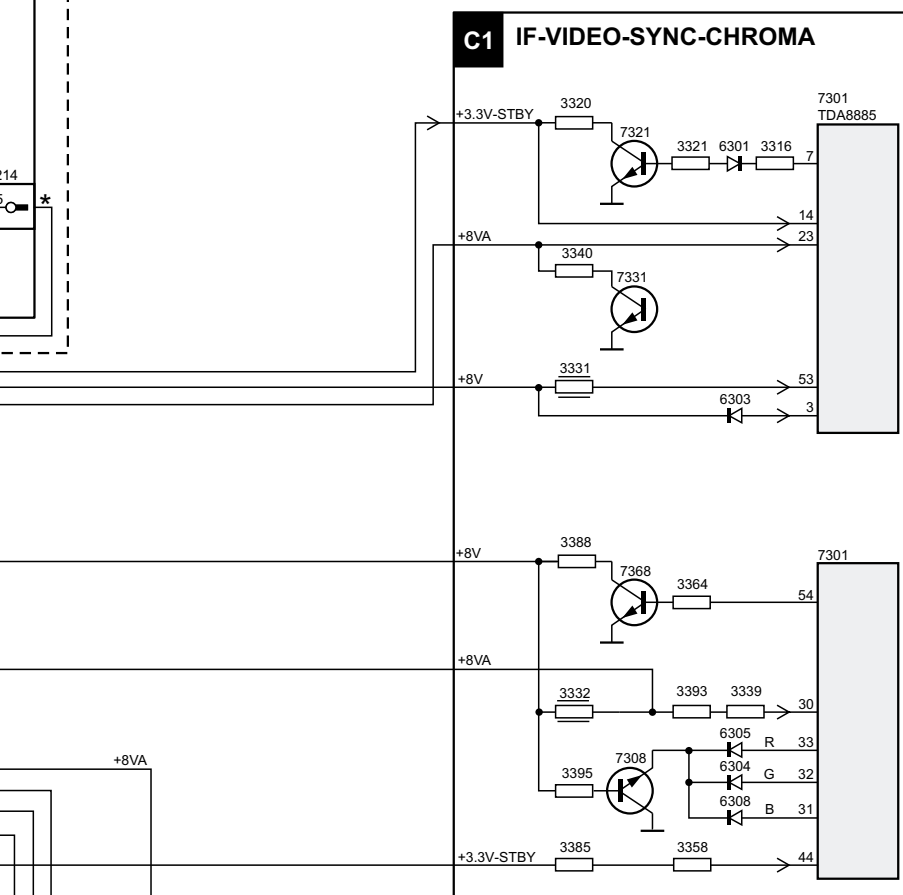 C1 IF-VIDEO-SYNC-CHROMA
7301
TDA8885
+3.3V-STBY
3320
7321
3321 6301 3316
7
214
*
14
+8VA
23
3340
7331
+8V
3331
53
6303
3
+8V
3388
7301
7368
3364
54
+8VA
3332
3393 3339
30
6305 R 33
+8VA
7308
6304 G 32
3395
6308 B 31
+3.3V-STBY
3385
3358
44